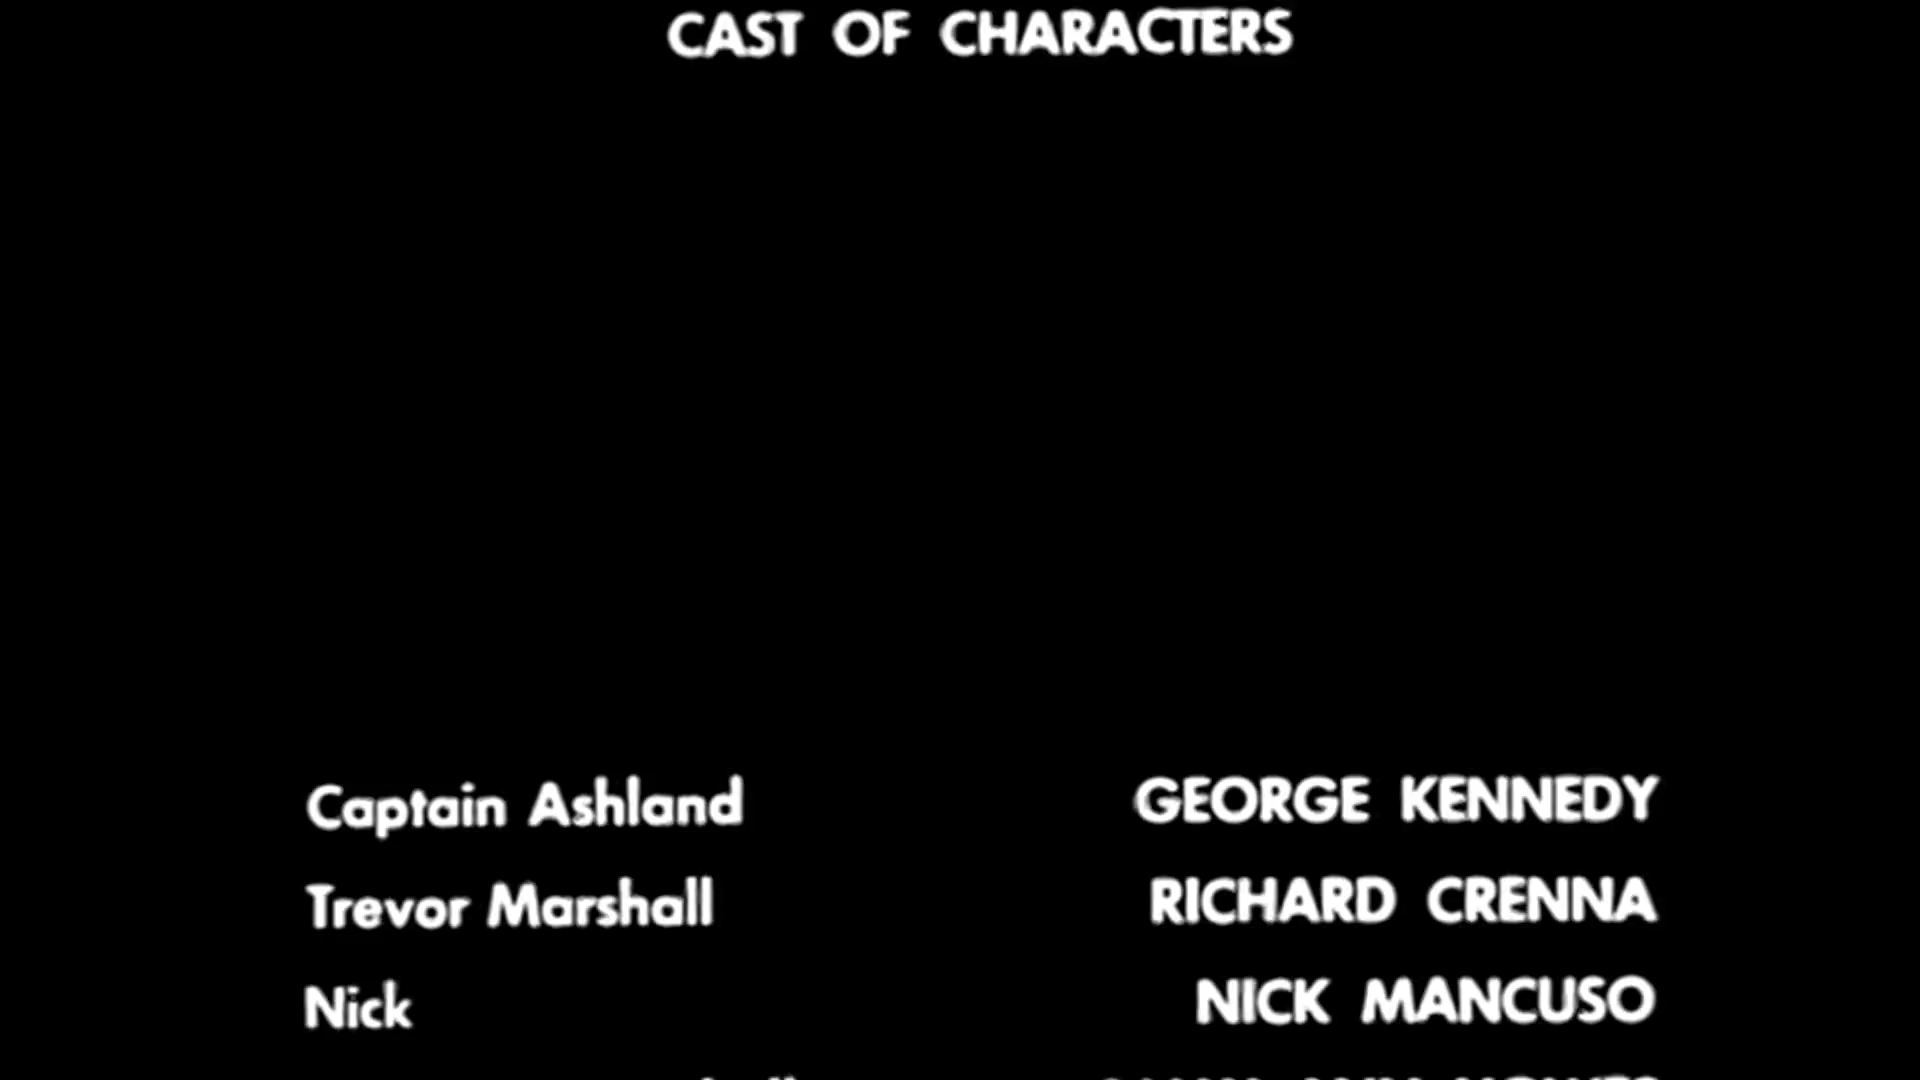 CAST OF CHARACTERS
Captain Ashland GEORGE KENNEDY
Trevor Marshall RICHARD CRENNA
Nick NICK MANCUSO